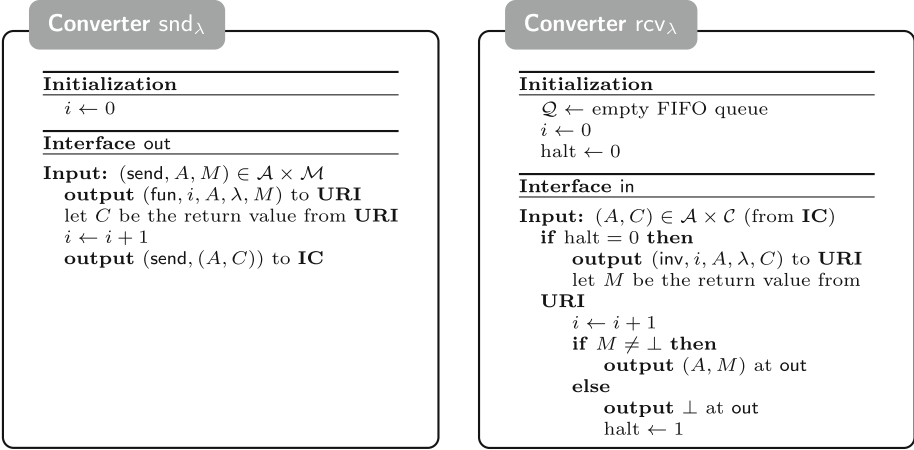 Converter snd_λ
Initialization
i ← 0
Interface out
Input: (send, A, M) ∈ 𝒜 × ℳ
output (fun, i, A, λ, M) to URI
let C be the return value from URI
i ← i + 1
output (send, (A, C)) to IC
Converter rcv_λ
Initialization
𝒬 ← empty FIFO queue
i ← 0
halt ← 0
Interface in
Input: (A, C) ∈ 𝒜 × 𝒞 (from IC)
if halt = 0 then
output (inv, i, A, λ, C) to URI
let M be the return value from
URI
i ← i + 1
if M ≠ ⊥ then
output (A, M) at out
else
output ⊥ at out
halt ← 1